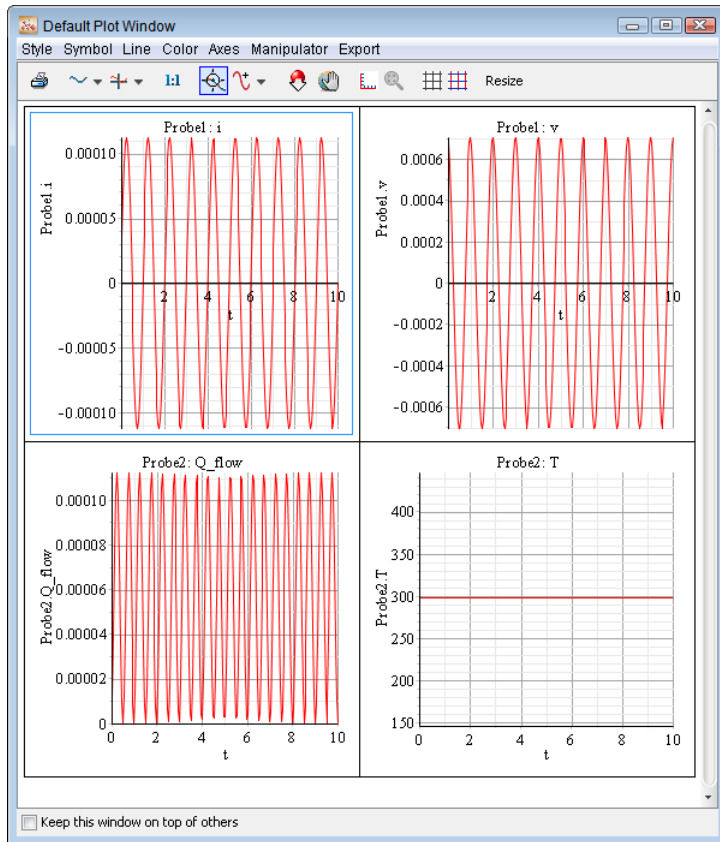 Default Plot Window
Style Symbol Line Color Axes Manipulator Export
1:1 Resize
Probe1: i
0.00010
0.00005
0
-0.00005
-0.00010
Probe1.i
2 4 6 8 10
t
Probe1: v
0.0006
0.0004
0.0002
0
-0.0002
-0.0004
-0.0006
Probe1.v
2 4 6 8 10
t
Probe2: Q_flow
0.00010
0.00008
0.00006
0.00004
0.00002
0
Probe2.Q_flow
0 2 4 6 8 10
t
Probe2: T
400
350
300
250
200
150
Probe2.T
0 2 4 6 8 10
t
Keep this window on top of others